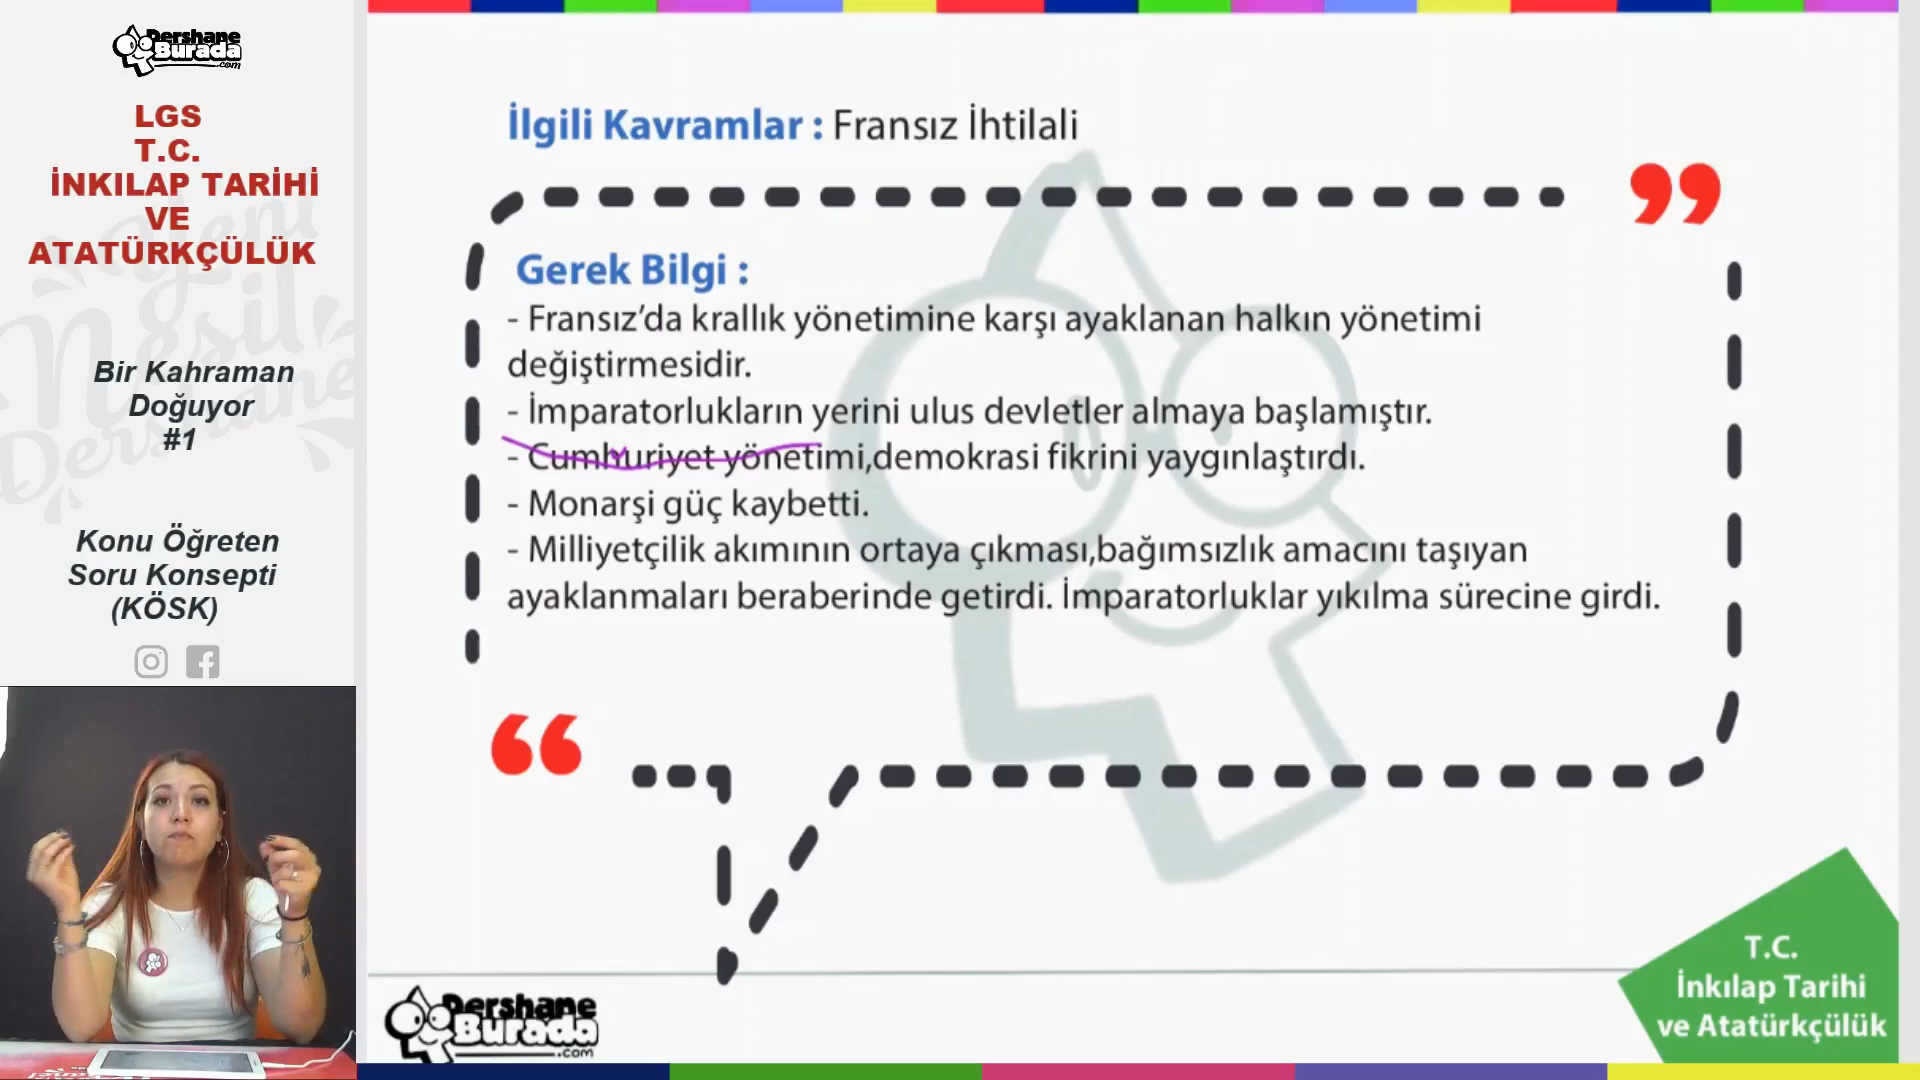 Dershane
Burada
.com
LGS
T.C.
İNKILAP TARİHİ
VE
ATATÜRKÇÜLÜK
Yeni
Nesil
Dershane
Bir Kahraman
Doğuyor
#1
Konu Öğreten
Soru Konsepti
(KÖSK)
İlgili Kavramlar : Fransız İhtilali
Gerek Bilgi :
- Fransız’da krallık yönetimine karşı ayaklanan halkın yönetimi
değiştirmesidir.
- İmparatorlukların yerini ulus devletler almaya başlamıştır.
- Cumhuriyet yönetimi,demokrasi fikrini yaygınlaştırdı.
- Monarşi güç kaybetti.
- Milliyetçilik akımının ortaya çıkması,bağımsızlık amacını taşıyan
ayaklanmaları beraberinde getirdi. İmparatorluklar yıkılma sürecine girdi.
Dershane
Burada
.com
T.C.
İnkılap Tarihi
ve Atatürkçülük